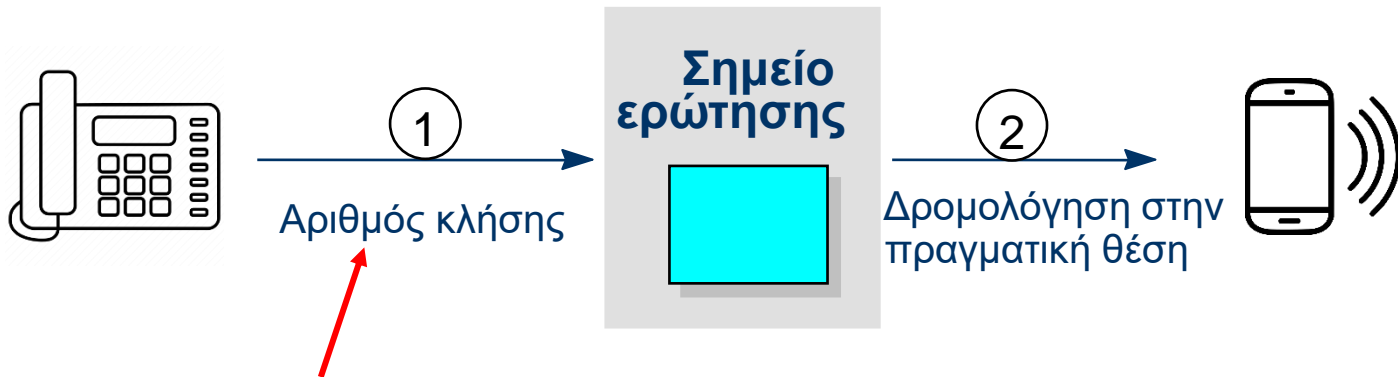 Σημείο
ερώτησης
1
2
Αριθμός κλήσης
Δρομολόγηση στην
πραγματική θέση